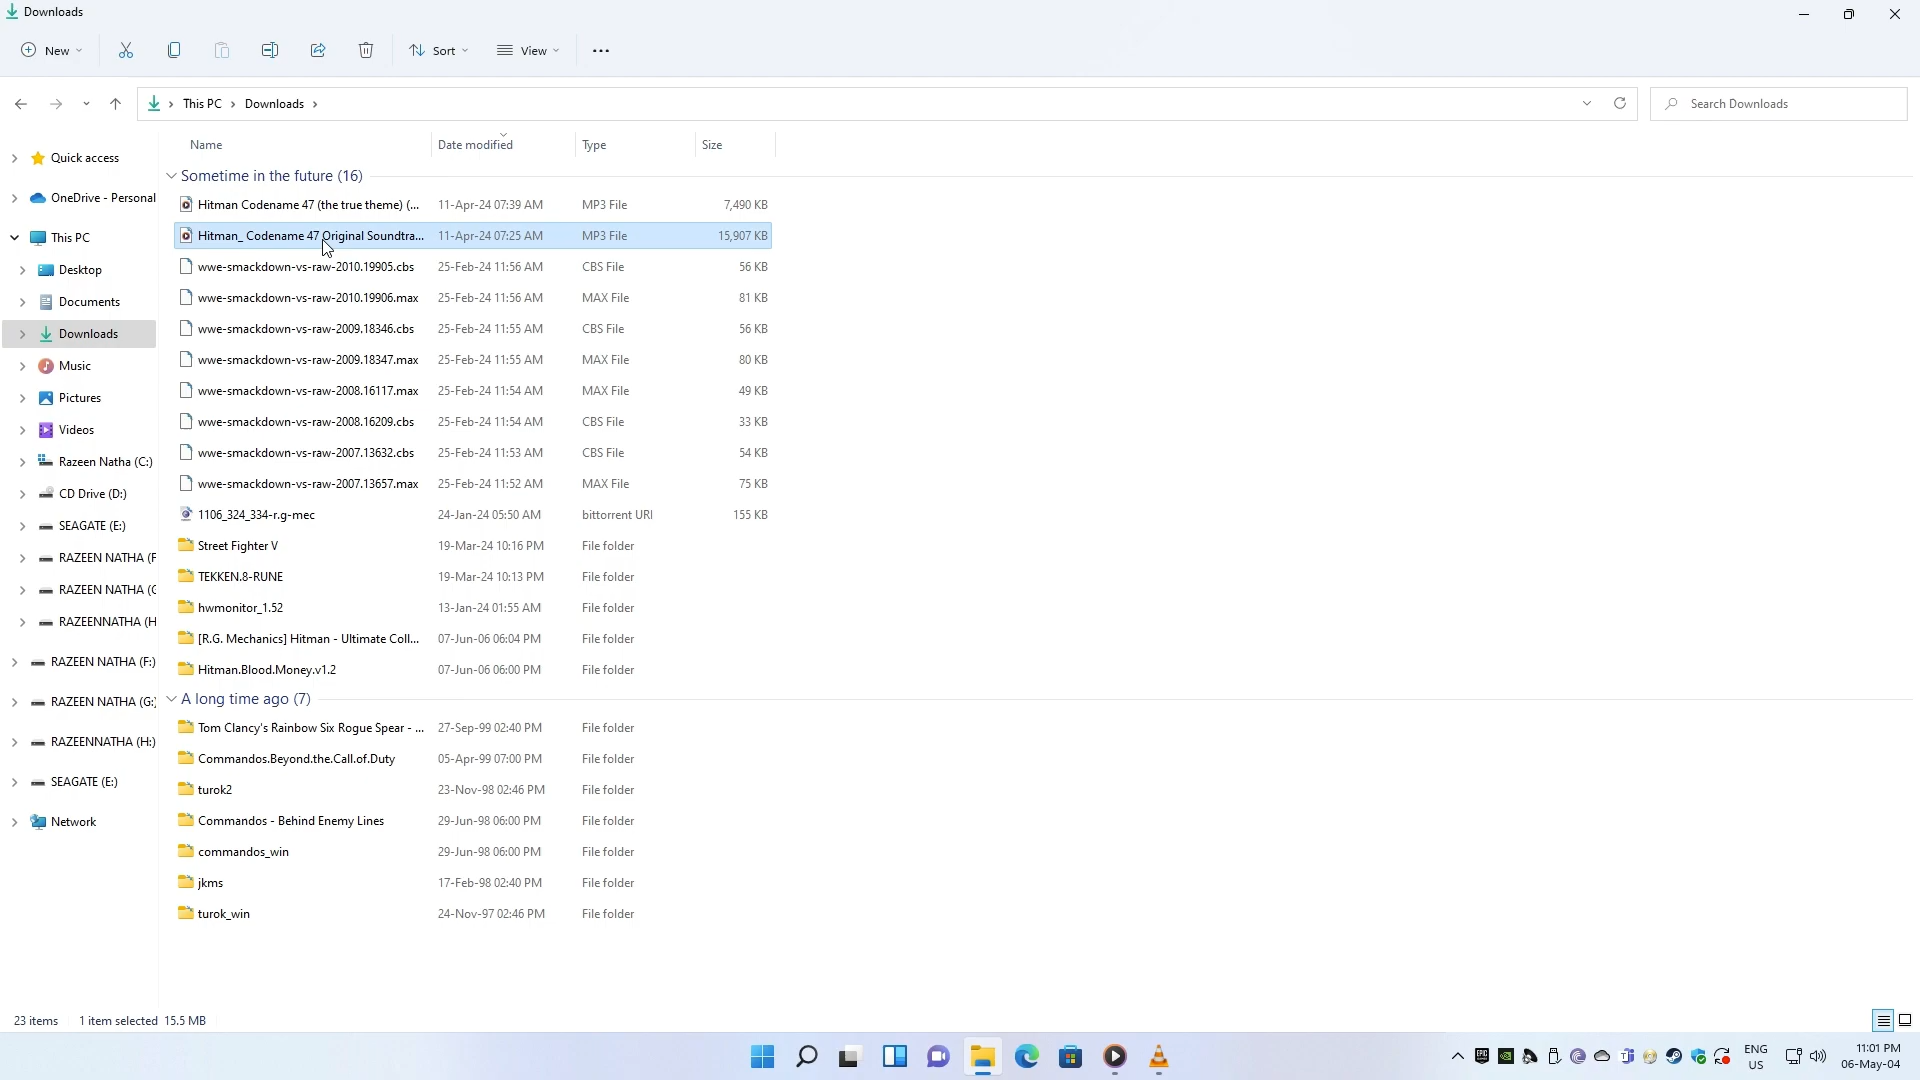 Downloads
New
Sort
View
This PC > Downloads >
Search Downloads
Name Date modified Type Size
Quick access
OneDrive - Personal
This PC
Desktop
Documents
Downloads
Music
Pictures
Videos
Razeen Natha (C:)
CD Drive (D:)
SEAGATE (E:)
RAZEEN NATHA (F
RAZEEN NATHA (G
RAZEENNATHA (H
RAZEEN NATHA (F:)
RAZEEN NATHA (G:)
RAZEENNATHA (H:)
SEAGATE (E:)
Network
Sometime in the future (16)
Hitman Codename 47 (the true theme) (... 11-Apr-24 07:39 AM MP3 File 7,490 KB
Hitman_ Codename 47 Original Soundtra... 11-Apr-24 07:25 AM MP3 File 15,907 KB
wwe-smackdown-vs-raw-2010.19905.cbs 25-Feb-24 11:56 AM CBS File 56 KB
wwe-smackdown-vs-raw-2010.19906.max 25-Feb-24 11:56 AM MAX File 81 KB
wwe-smackdown-vs-raw-2009.18346.cbs 25-Feb-24 11:55 AM CBS File 56 KB
wwe-smackdown-vs-raw-2009.18347.max 25-Feb-24 11:55 AM MAX File 80 KB
wwe-smackdown-vs-raw-2008.16117.max 25-Feb-24 11:54 AM MAX File 49 KB
wwe-smackdown-vs-raw-2008.16209.cbs 25-Feb-24 11:54 AM CBS File 33 KB
wwe-smackdown-vs-raw-2007.13632.cbs 25-Feb-24 11:53 AM CBS File 54 KB
wwe-smackdown-vs-raw-2007.13657.max 25-Feb-24 11:52 AM MAX File 75 KB
1106_324_334-r.g-mec 24-Jan-24 05:50 AM bittorrent URI 155 KB
Street Fighter V 19-Mar-24 10:16 PM File folder
TEKKEN.8-RUNE 19-Mar-24 10:13 PM File folder
hwmonitor_1.52 13-Jan-24 01:55 AM File folder
[R.G. Mechanics] Hitman - Ultimate Coll... 07-Jun-06 06:04 PM File folder
Hitman.Blood.Money.v1.2 07-Jun-06 06:00 PM File folder
A long time ago (7)
Tom Clancy's Rainbow Six Rogue Spear - ... 27-Sep-99 02:40 PM File folder
Commandos.Beyond.the.Call.of.Duty 05-Apr-99 07:00 PM File folder
turok2 23-Nov-98 02:46 PM File folder
Commandos - Behind Enemy Lines 29-Jun-98 06:00 PM File folder
commandos_win 29-Jun-98 06:00 PM File folder
jkms 17-Feb-98 02:40 PM File folder
turok_win 24-Nov-97 02:46 PM File folder
23 items 1 item selected 15.5 MB
ENG
US
11:01 PM
06-May-04